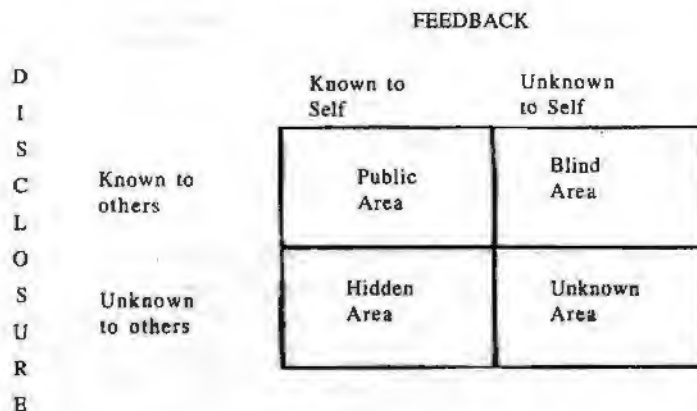 FEEDBACK
D
I
S
C
L
O
S
U
R
E
Known to
Self
Unknown
to Self
Known to
others
Public
Area
Blind
Area
Unknown
to others
Hidden
Area
Unknown
Area